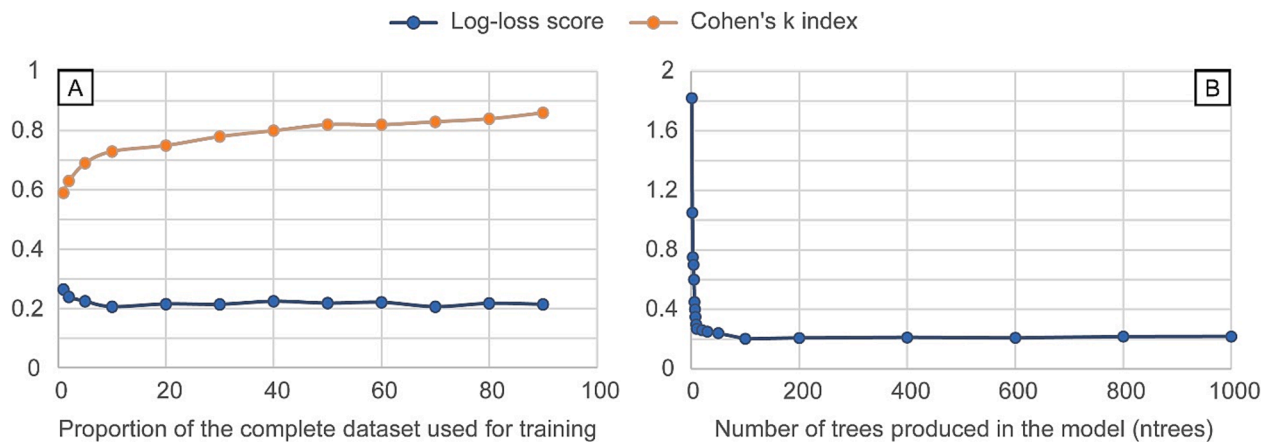 Log-loss score Cohen's k index
A
1
0.8
0.6
0.4
0.2
0
0 20 40 60 80 100
Proportion of the complete dataset used for training
B
2
1.6
1.2
0.8
0.4
0
0 200 400 600 800 1000
Number of trees produced in the model (ntrees)